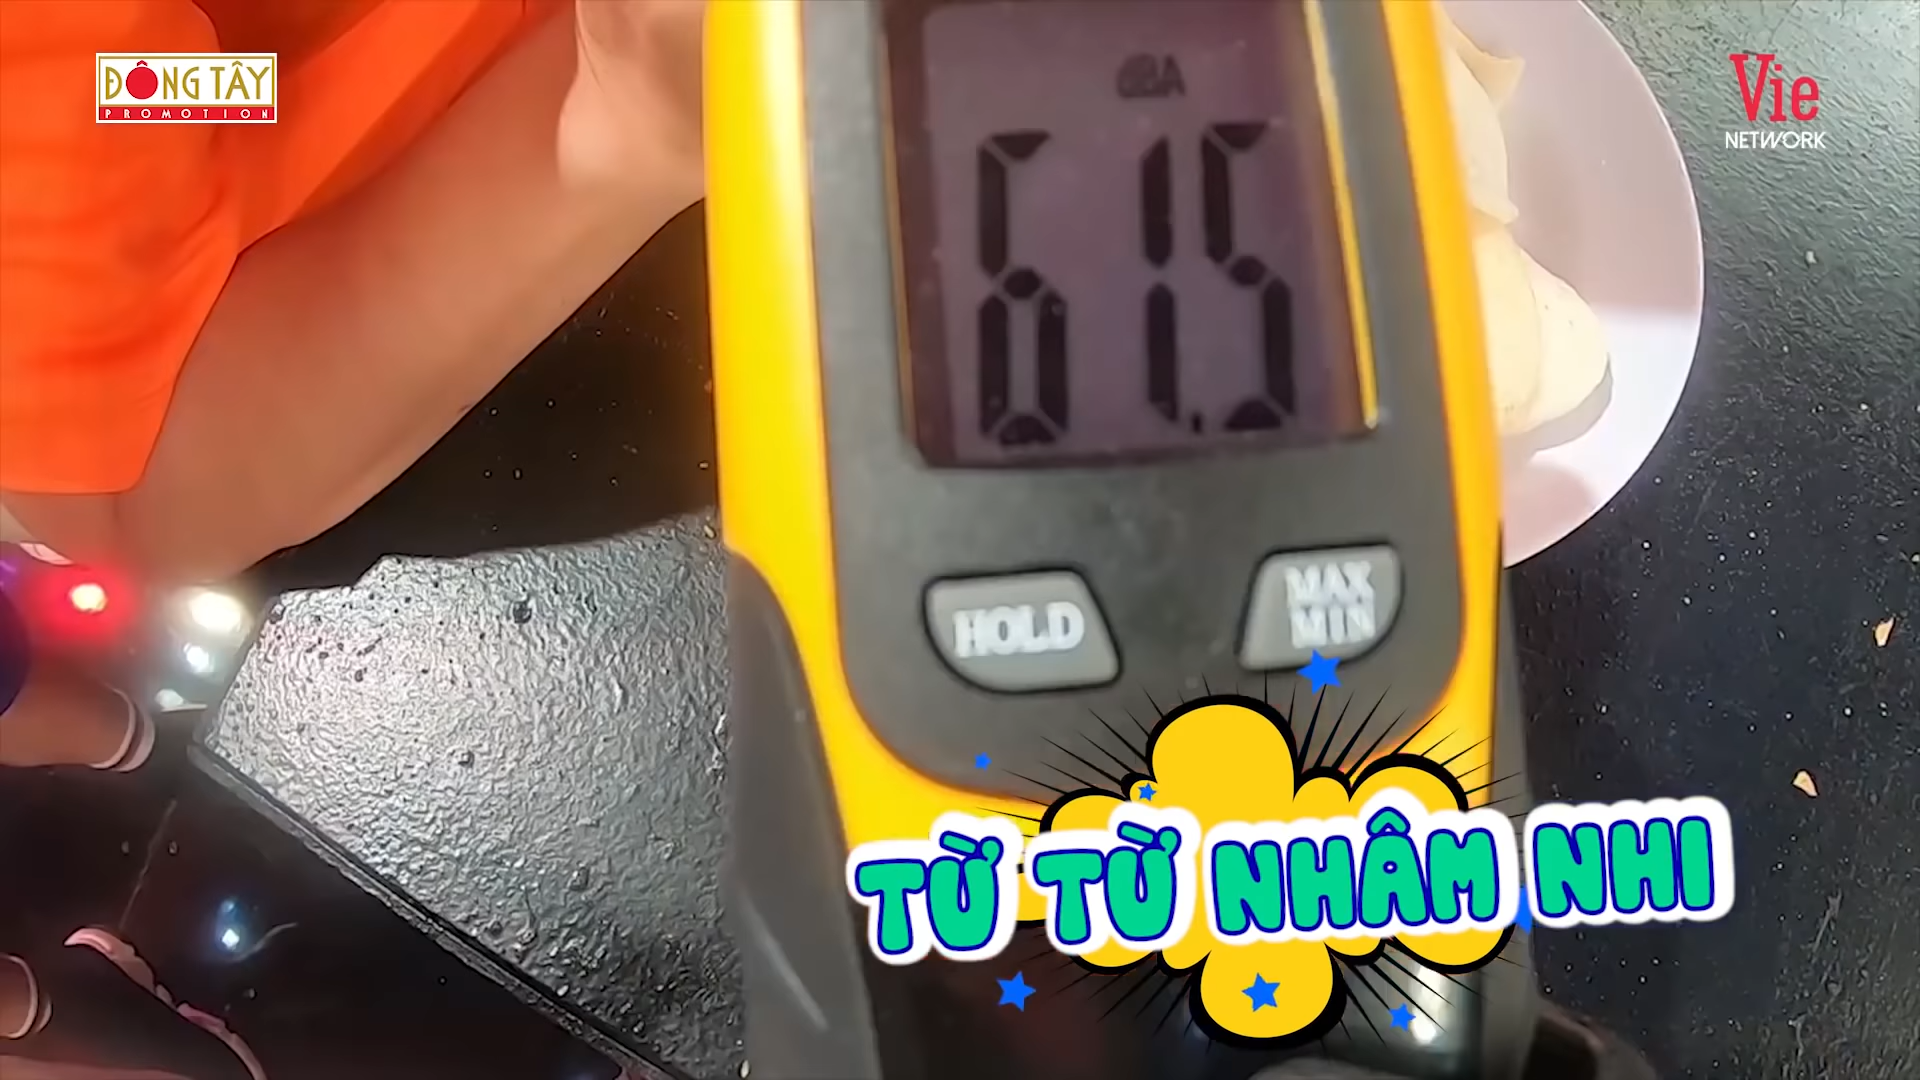 ĐÔNG TÂY
PROMOTION
Vie
NETWORK
dBA
61.5
HOLD
MAX
MIN
TỪ TỪ NHÂM NHI